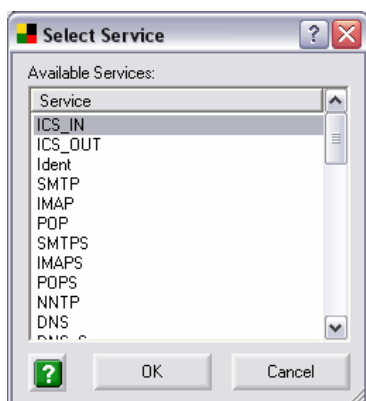 Select Service
Available Services:
Service
ICS_IN
ICS_OUT
Ident
SMTP
IMAP
POP
SMTPS
IMAPS
POPS
NNTP
DNS
OK Cancel